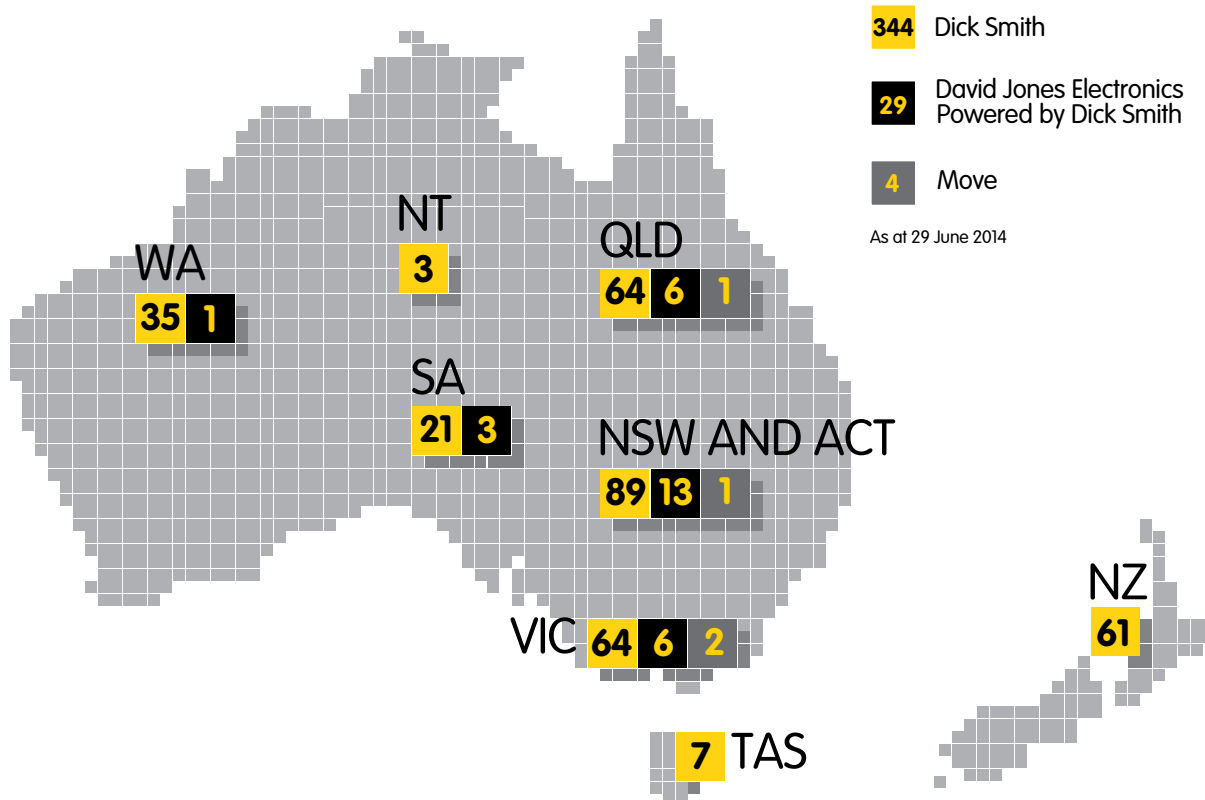 344 Dick Smith
29 David Jones Electronics
Powered by Dick Smith
4 Move
As at 29 June 2014
NT
3
WA
35 1
QLD
64 6 1
SA
21 3
NSW AND ACT
89 13 1
NZ
61
VIC 64 6 2
7 TAS